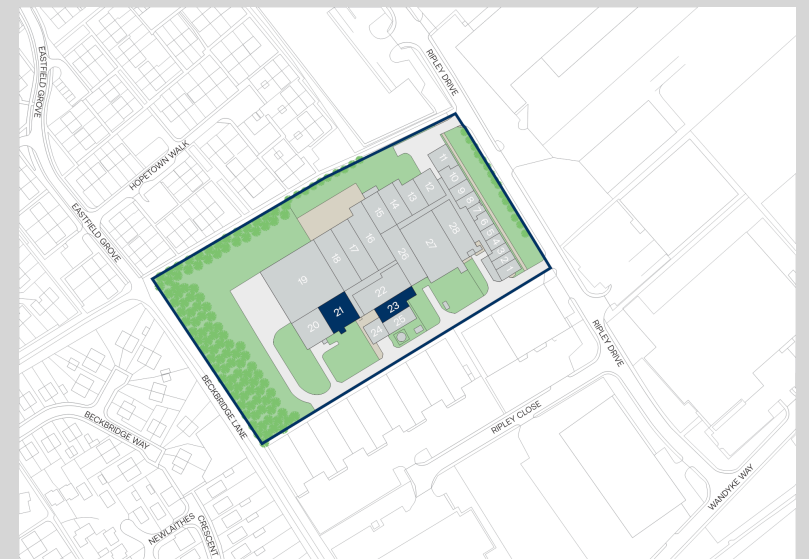 EASTFIELD GROVE
RIPLEY DRIVE
HOPETOWN WALK
EASTFIELD GROVE
11
10
9
8
7
6
5
4
3
2
1
12
13
14
15
16
17
18
19
20
21
22
23
24
25
26
27
28
RIPLEY DRIVE
BECKBRIDGE LANE
BECKBRIDGE WAY
RIPLEY CLOSE
WANDYKE WAY
NEWLAITHES
CRESCENT